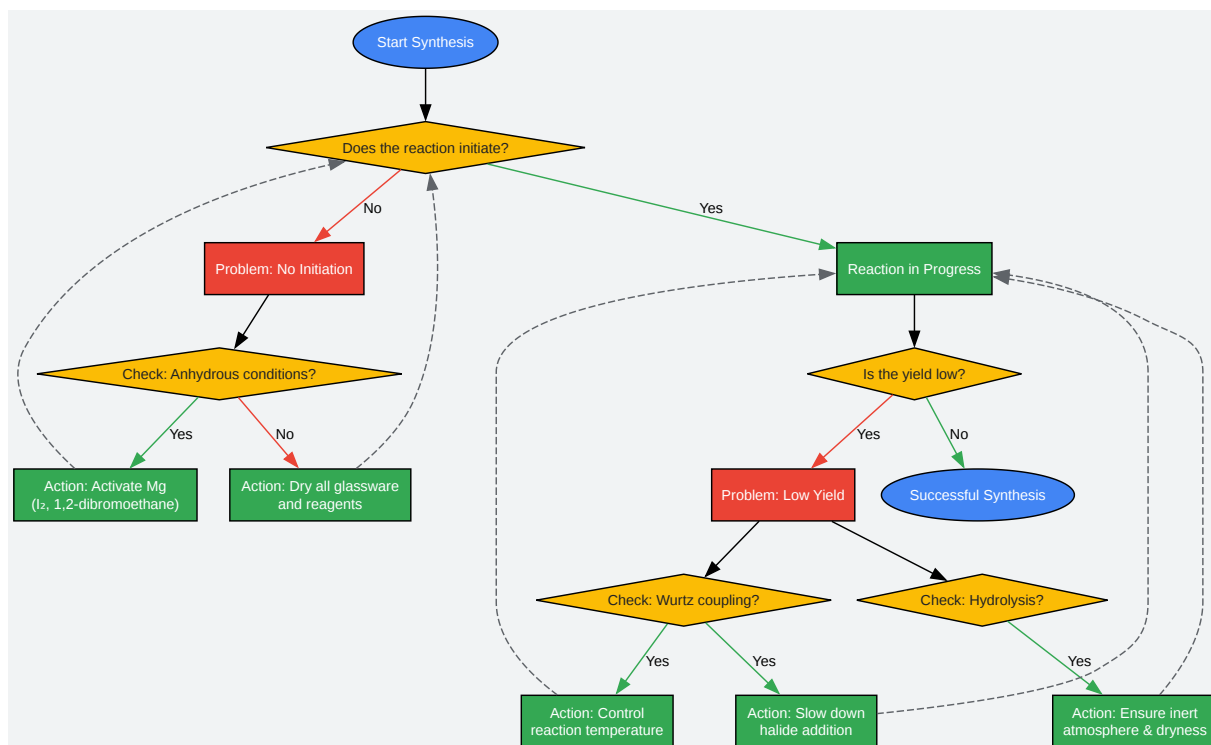 Start Synthesis
Does the reaction initiate?
No
Yes
Problem: No Initiation
Reaction in Progress
Check: Anhydrous conditions?
Is the yield low?
Yes
No
Yes
No
Action: Activate Mg
(I₂, 1,2-dibromoethane)
Action: Dry all glassware
and reagents
Problem: Low Yield
Successful Synthesis
Check: Wurtz coupling?
Check: Hydrolysis?
Yes
Yes
Yes
Action: Control
reaction temperature
Action: Slow down
halide addition
Action: Ensure inert
atmosphere & dryness